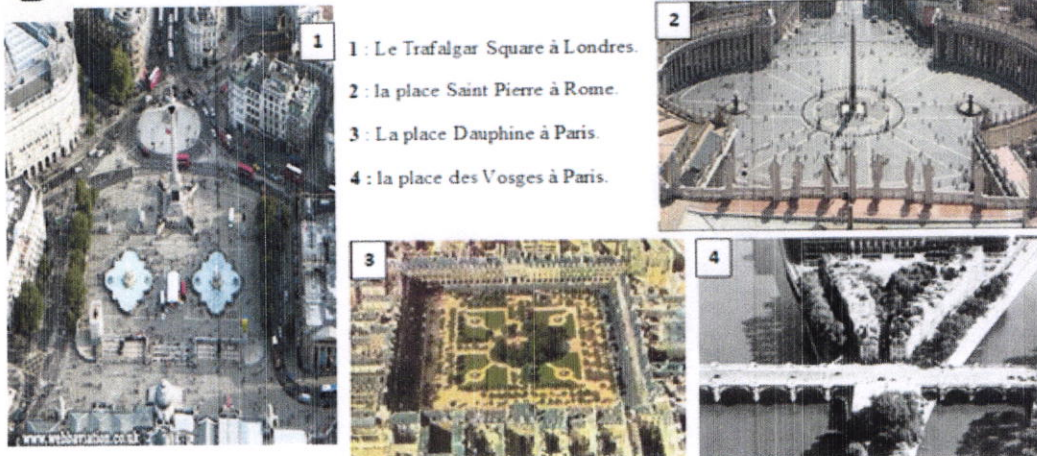 1
1 : Le Trafalgar Square à Londres.
2 : la place Saint Pierre à Rome.
3 : La place Dauphine à Paris.
4 : la place des Vosges à Paris.
2
3
4
www.webbaviation.co.uk